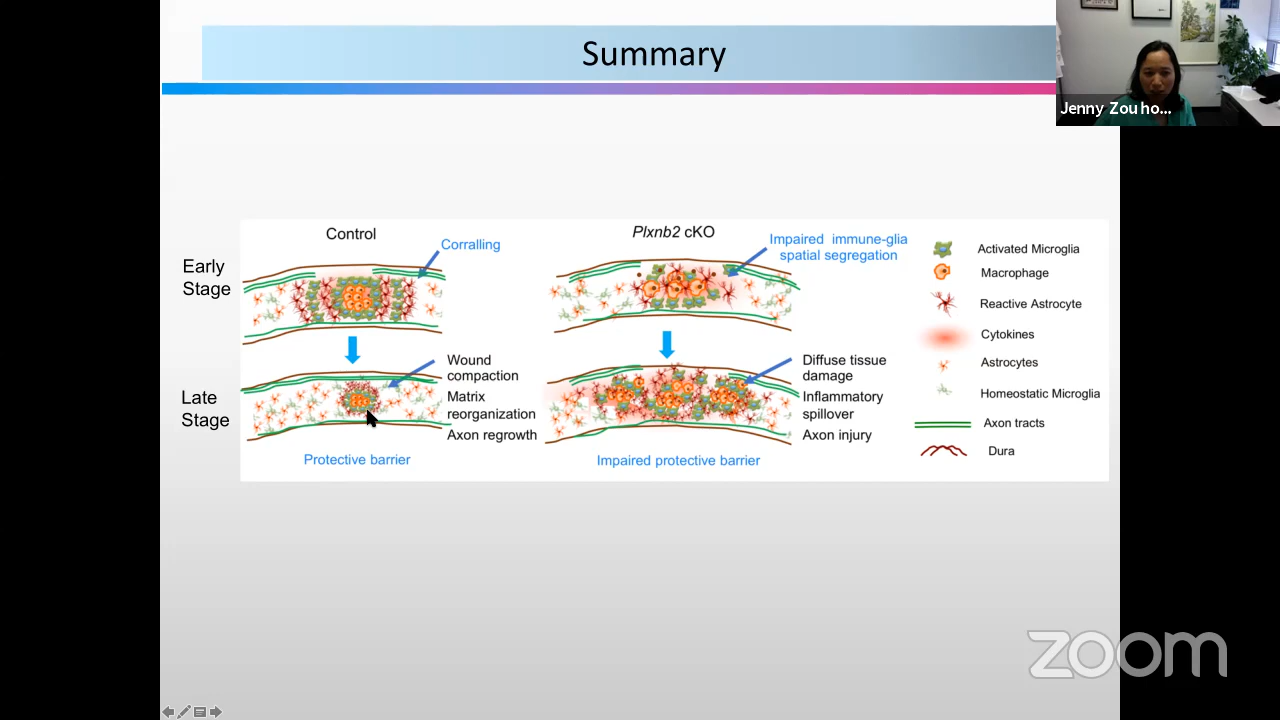 Summary
Jenny Zou ho...
Control
Plxnb2 cKO
Corralling
Impaired immune-glia
spatial segregation
Early
Stage
Activated Microglia
Macrophage
Reactive Astrocyte
Cytokines
Astrocytes
Homeostatic Microglia
Axon tracts
Dura
Late
Stage
Wound
compaction
Matrix
reorganization
Axon regrowth
Diffuse tissue
damage
Inflammatory
spillover
Axon injury
Protective barrier
Impaired protective barrier
zoom